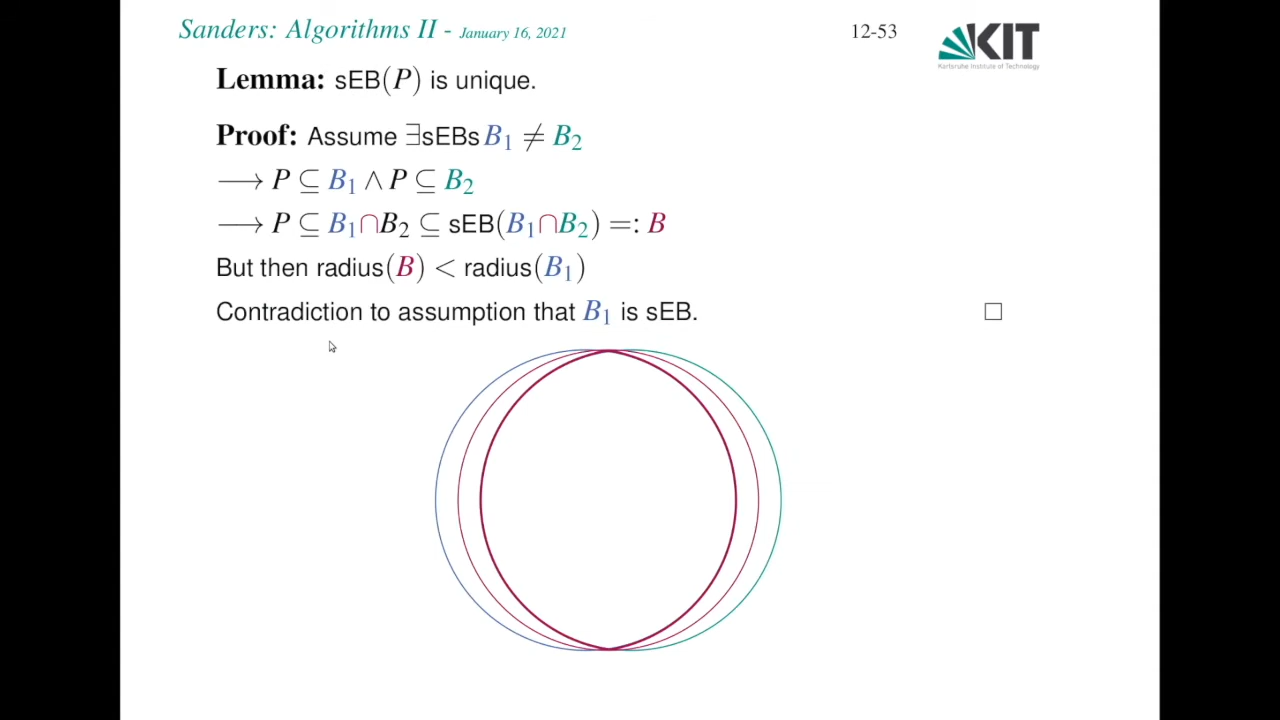 Sanders: Algorithms II - January 16, 2021
12-53
KIT
Karlsruhe Institute of Technology
Lemma: sEB(P) is unique.
Proof: Assume ∃sEBs B₁ ≠ B₂
⟶ P ⊆ B₁ ∧ P ⊆ B₂
⟶ P ⊆ B₁∩B₂ ⊆ sEB(B₁∩B₂) =: B
But then radius(B) < radius(B₁)
Contradiction to assumption that B₁ is sEB. □